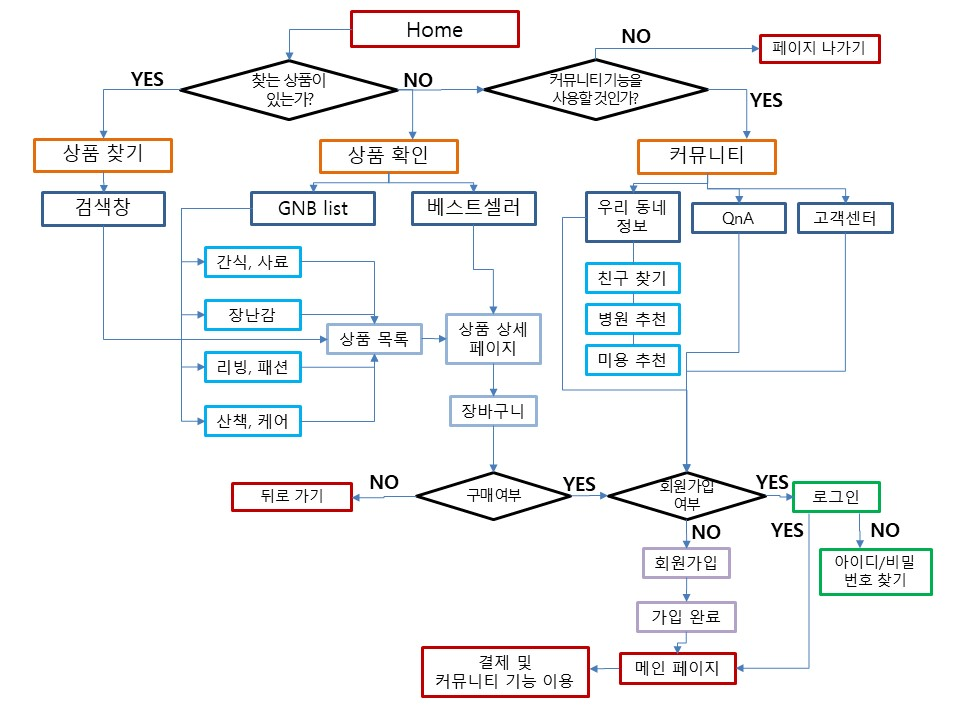 Home
NO
페이지 나가기
YES
찾는 상품이
있는가?
NO
커뮤니티 기능을
사용할 것인가?
YES
상품 찾기
상품 확인
커뮤니티
검색창
GNB list
베스트셀러
우리 동네
정보
QnA
고객센터
간식, 사료
친구 찾기
장난감
병원 추천
상품 목록
상품 상세
페이지
리빙, 패션
미용 추천
산책, 케어
장바구니
뒤로 가기
NO
구매여부
YES
회원가입
여부
YES
로그인
NO
YES
NO
회원가입
아이디/비밀
번호 찾기
가입 완료
결제 및
커뮤니티 기능 이용
메인 페이지